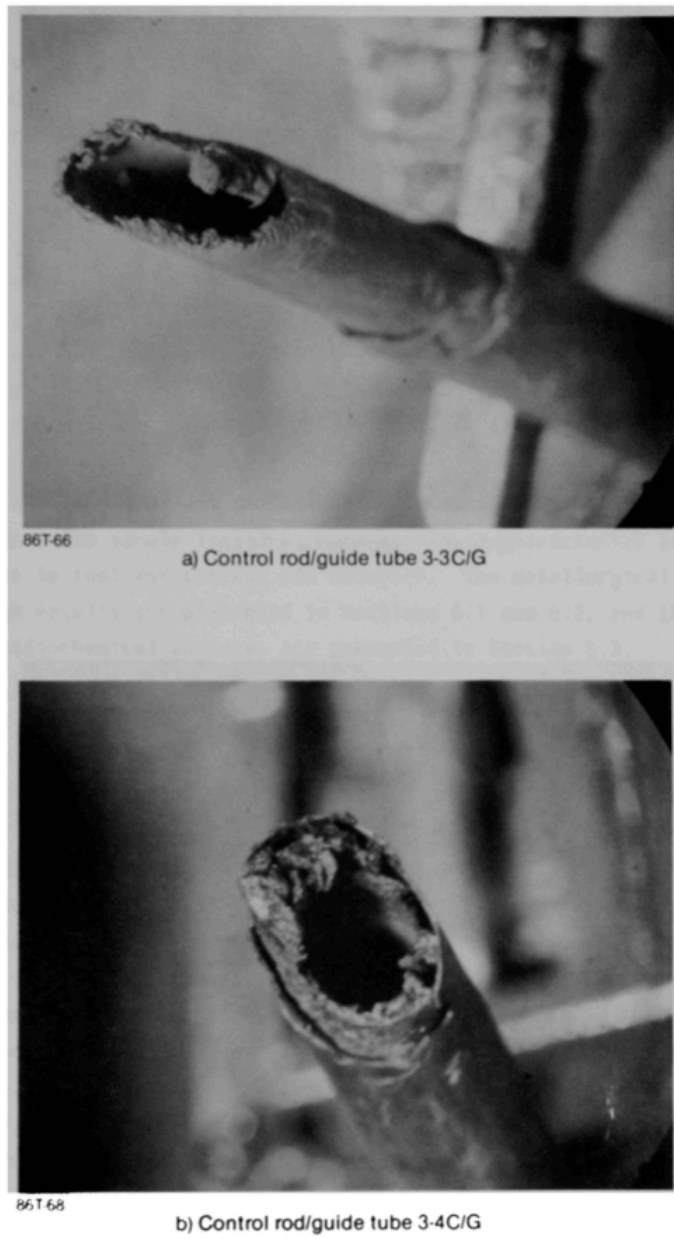 86T-66
a) Control rod/guide tube 3-3C/G
86T-68
b) Control rod/guide tube 3-4C/G